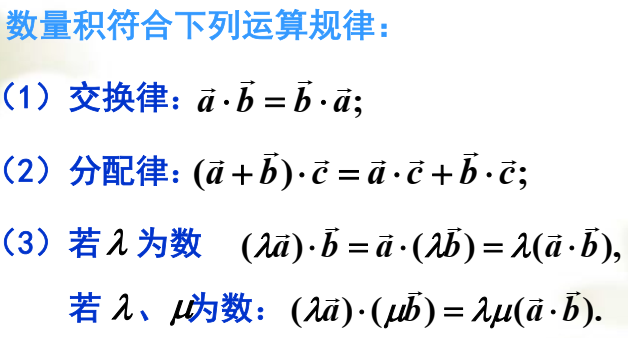 数量积符合下列运算规律：
（1）交换律：$\vec{a}\cdot\vec{b}=\vec{b}\cdot\vec{a};$
（2）分配律：$(\vec{a}+\vec{b})\cdot\vec{c}=\vec{a}\cdot\vec{c}+\vec{b}\cdot\vec{c};$
（3）若 $\lambda$ 为数 $(\lambda\vec{a})\cdot\vec{b}=\vec{a}\cdot(\lambda\vec{b})=\lambda(\vec{a}\cdot\vec{b}),$
若 $\lambda$、$\mu$为数：$(\lambda\vec{a})\cdot(\mu\vec{b})=\lambda\mu(\vec{a}\cdot\vec{b}).$